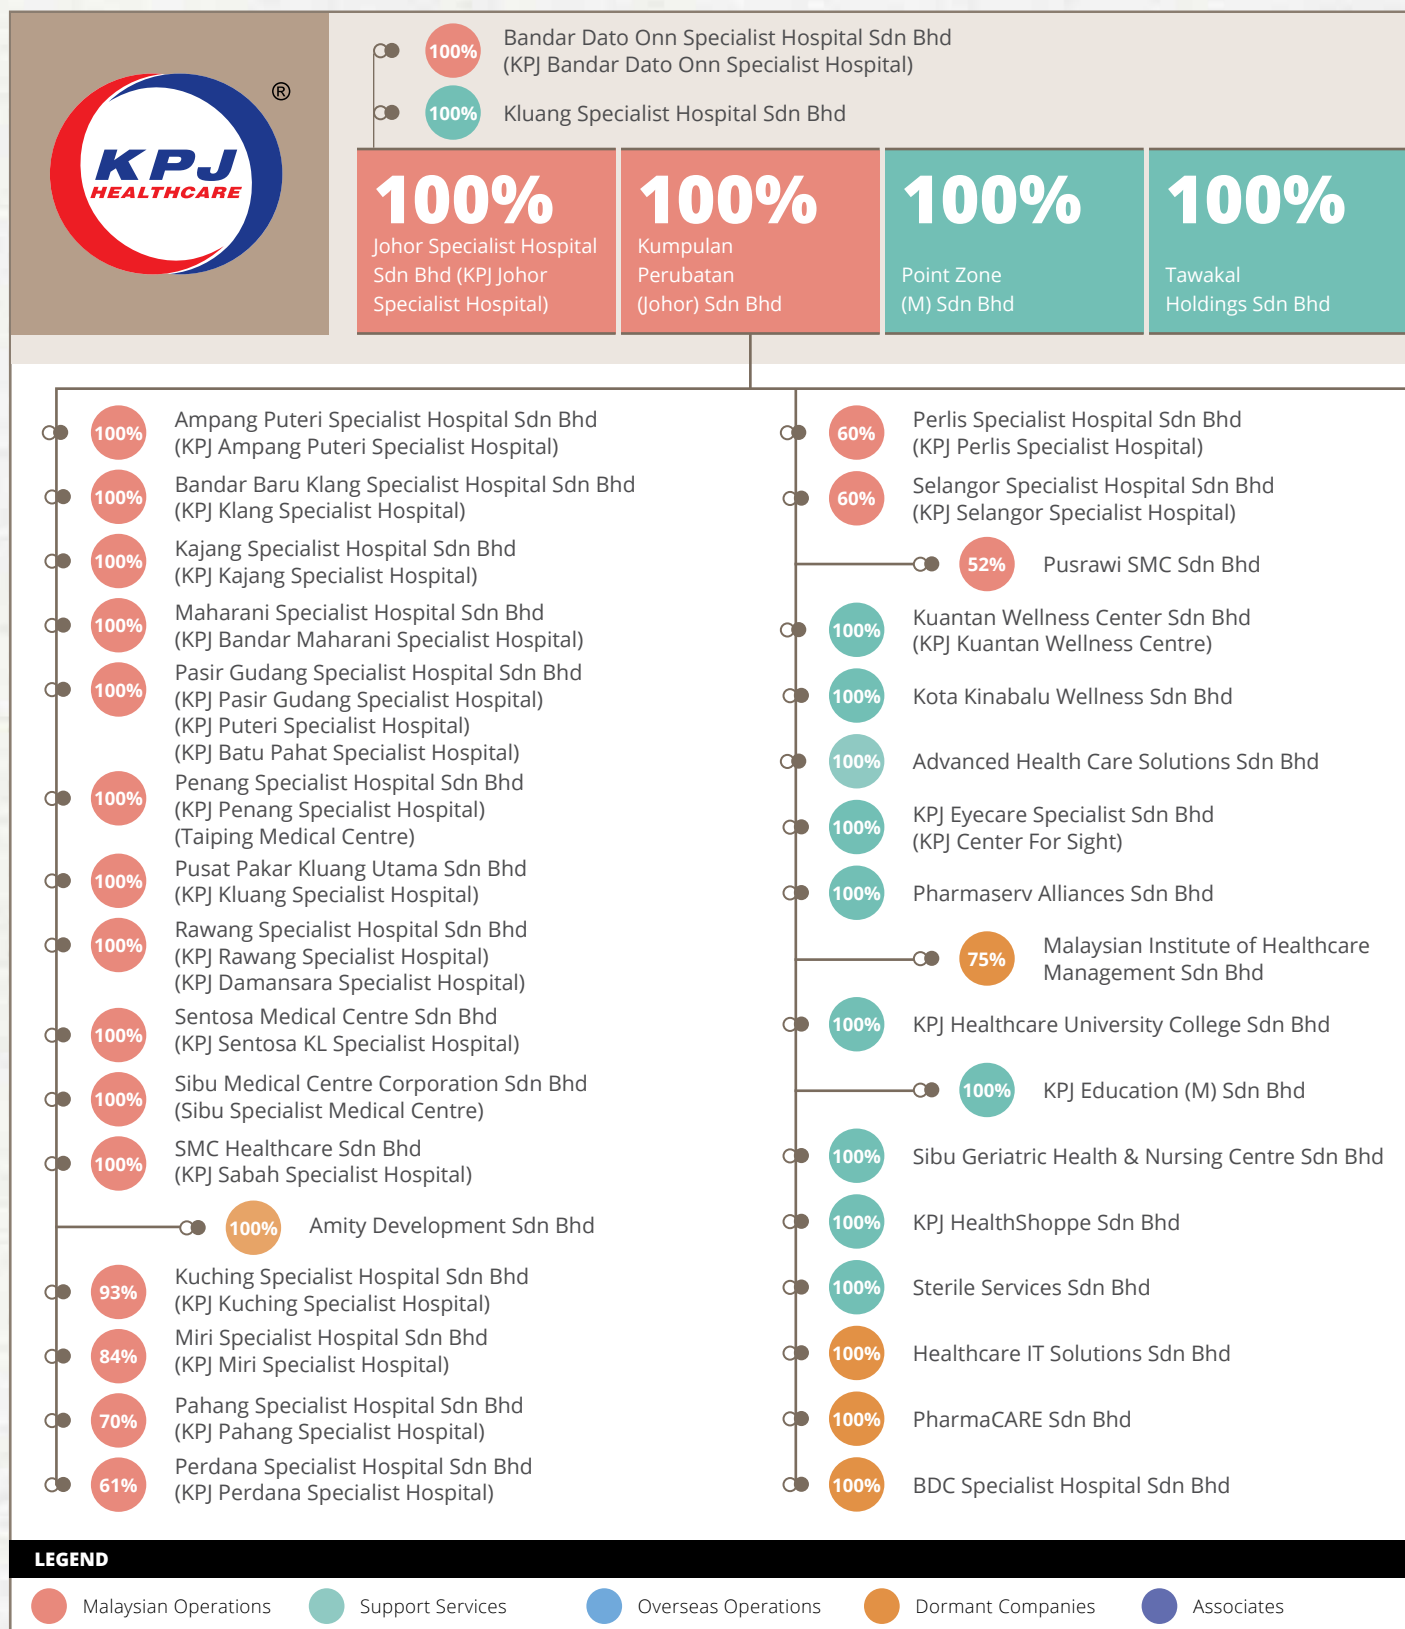 KPJ
HEALTHCARE
®
100%
Bandar Dato Onn Specialist Hospital Sdn Bhd
(KPJ Bandar Dato Onn Specialist Hospital)
100%
Kluang Specialist Hospital Sdn Bhd
100%
Johor Specialist Hospital
Sdn Bhd (KPJ Johor
Specialist Hospital)
100%
Kumpulan
Perubatan
(Johor) Sdn Bhd
100%
Point Zone
(M) Sdn Bhd
100%
Tawakal
Holdings Sdn Bhd
100%
Ampang Puteri Specialist Hospital Sdn Bhd
(KPJ Ampang Puteri Specialist Hospital)
100%
Bandar Baru Klang Specialist Hospital Sdn Bhd
(KPJ Klang Specialist Hospital)
100%
Kajang Specialist Hospital Sdn Bhd
(KPJ Kajang Specialist Hospital)
100%
Maharani Specialist Hospital Sdn Bhd
(KPJ Bandar Maharani Specialist Hospital)
100%
Pasir Gudang Specialist Hospital Sdn Bhd
(KPJ Pasir Gudang Specialist Hospital)
(KPJ Puteri Specialist Hospital)
(KPJ Batu Pahat Specialist Hospital)
100%
Penang Specialist Hospital Sdn Bhd
(KPJ Penang Specialist Hospital)
(Taiping Medical Centre)
100%
Pusat Pakar Kluang Utama Sdn Bhd
(KPJ Kluang Specialist Hospital)
100%
Rawang Specialist Hospital Sdn Bhd
(KPJ Rawang Specialist Hospital)
(KPJ Damansara Specialist Hospital)
100%
Sentosa Medical Centre Sdn Bhd
(KPJ Sentosa KL Specialist Hospital)
100%
Sibu Medical Centre Corporation Sdn Bhd
(Sibu Specialist Medical Centre)
100%
SMC Healthcare Sdn Bhd
(KPJ Sabah Specialist Hospital)
100%
Amity Development Sdn Bhd
93%
Kuching Specialist Hospital Sdn Bhd
(KPJ Kuching Specialist Hospital)
84%
Miri Specialist Hospital Sdn Bhd
(KPJ Miri Specialist Hospital)
70%
Pahang Specialist Hospital Sdn Bhd
(KPJ Pahang Specialist Hospital)
61%
Perdana Specialist Hospital Sdn Bhd
(KPJ Perdana Specialist Hospital)
60%
Perlis Specialist Hospital Sdn Bhd
(KPJ Perlis Specialist Hospital)
60%
Selangor Specialist Hospital Sdn Bhd
(KPJ Selangor Specialist Hospital)
52%
Pusrawi SMC Sdn Bhd
100%
Kuantan Wellness Center Sdn Bhd
(KPJ Kuantan Wellness Centre)
100%
Kota Kinabalu Wellness Sdn Bhd
100%
Advanced Health Care Solutions Sdn Bhd
100%
KPJ Eyecare Specialist Sdn Bhd
(KPJ Center For Sight)
100%
Pharmaserv Alliances Sdn Bhd
75%
Malaysian Institute of Healthcare
Management Sdn Bhd
100%
KPJ Healthcare University College Sdn Bhd
100%
KPJ Education (M) Sdn Bhd
100%
Sibu Geriatric Health & Nursing Centre Sdn Bhd
100%
KPJ HealthShoppe Sdn Bhd
100%
Sterile Services Sdn Bhd
100%
Healthcare IT Solutions Sdn Bhd
100%
PharmaCARE Sdn Bhd
100%
BDC Specialist Hospital Sdn Bhd
LEGEND
Malaysian Operations
Support Services
Overseas Operations
Dormant Companies
Associates